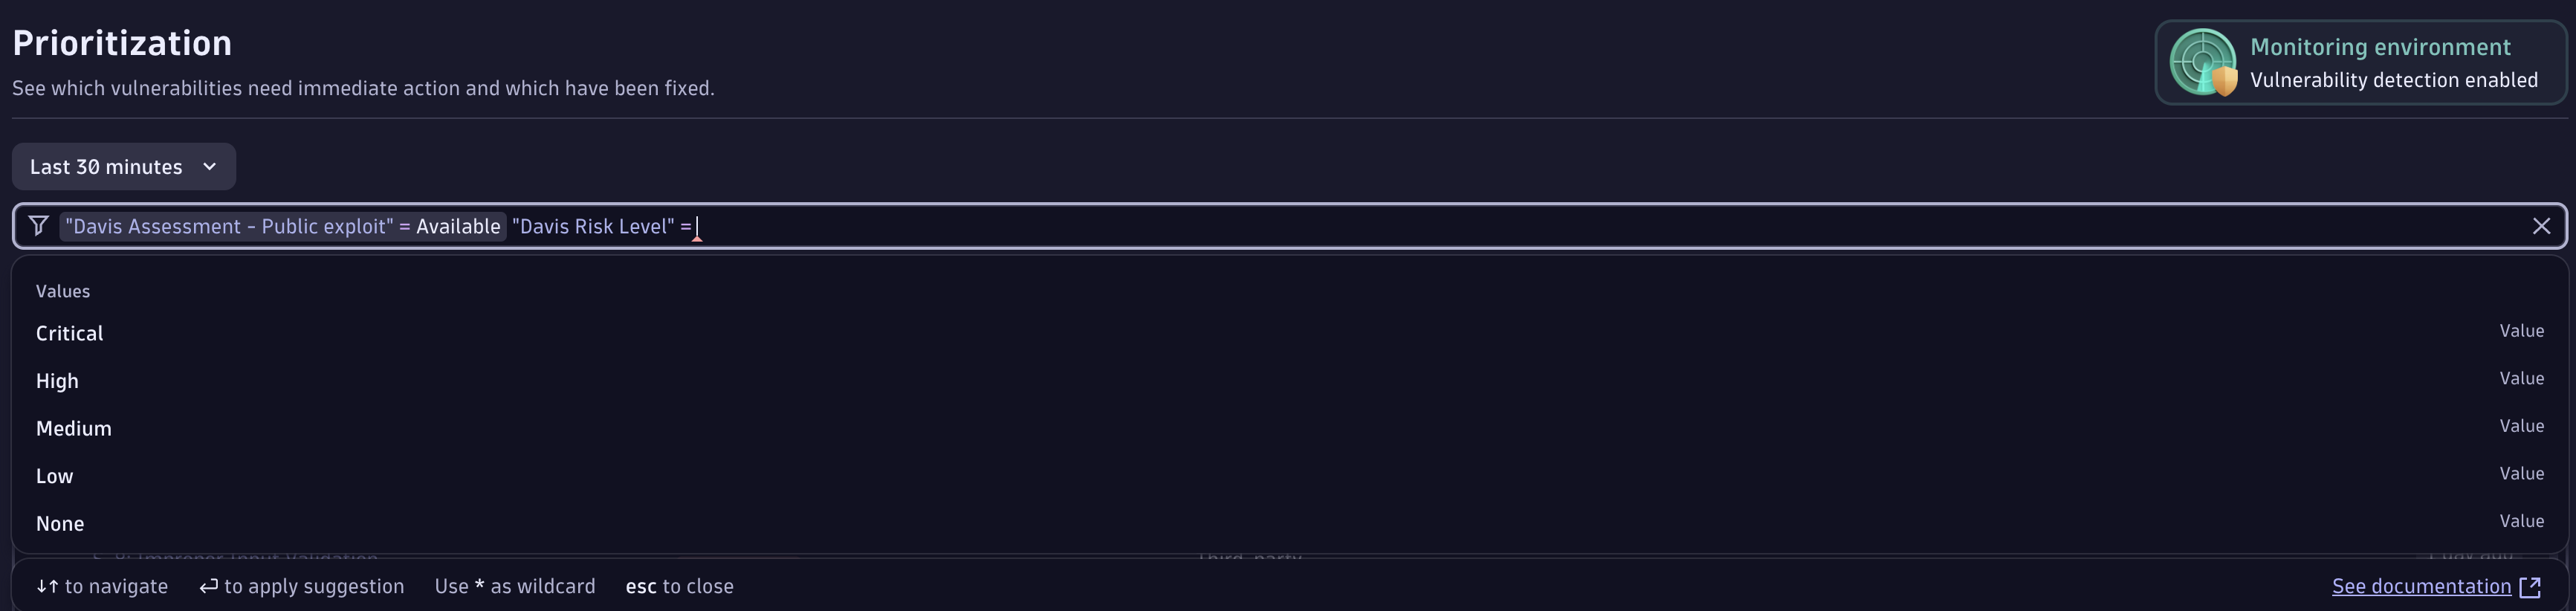 Prioritization
See which vulnerabilities need immediate action and which have been fixed.
Monitoring environment
Vulnerability detection enabled
Last 30 minutes
"Davis Assessment - Public exploit" = Available "Davis Risk Level" =
Values
Critical Value
High Value
Medium Value
Low Value
None Value
↓↑ to navigate ↵ to apply suggestion Use * as wildcard esc to close See documentation